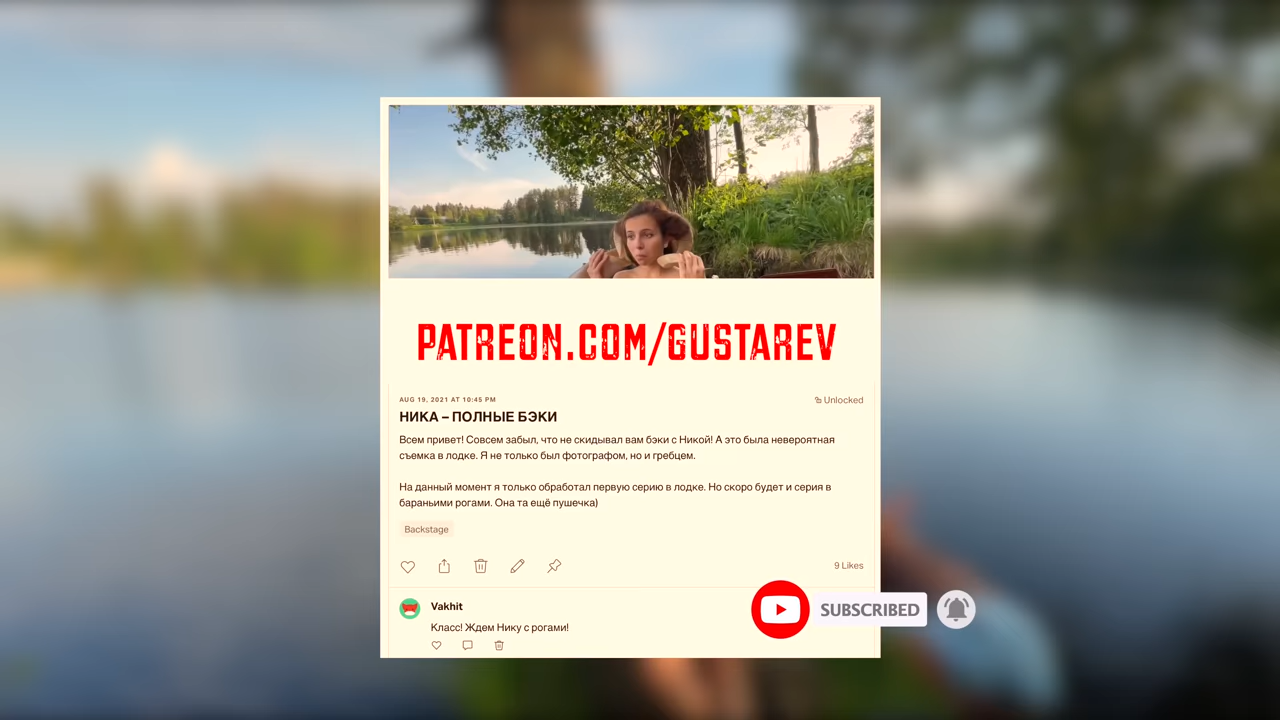 PATREON.COM/GUSTAREV
AUG 19, 2021 AT 10:45 PM
Unlocked
НИКА – ПОЛНЫЕ БЭКИ
Всем привет! Совсем забыл, что не скидывал вам бэки с Никой! А это была невероятная
съемка в лодке. Я не только был фотографом, но и гребцем.
На данный момент я только обработал первую серию в лодке. Но скоро будет и серия в
бараньими рогами. Она та ещё пушечка)
Backstage
9 Likes
Vakhit
Класс! Ждем Нику с рогами!
SUBSCRIBED